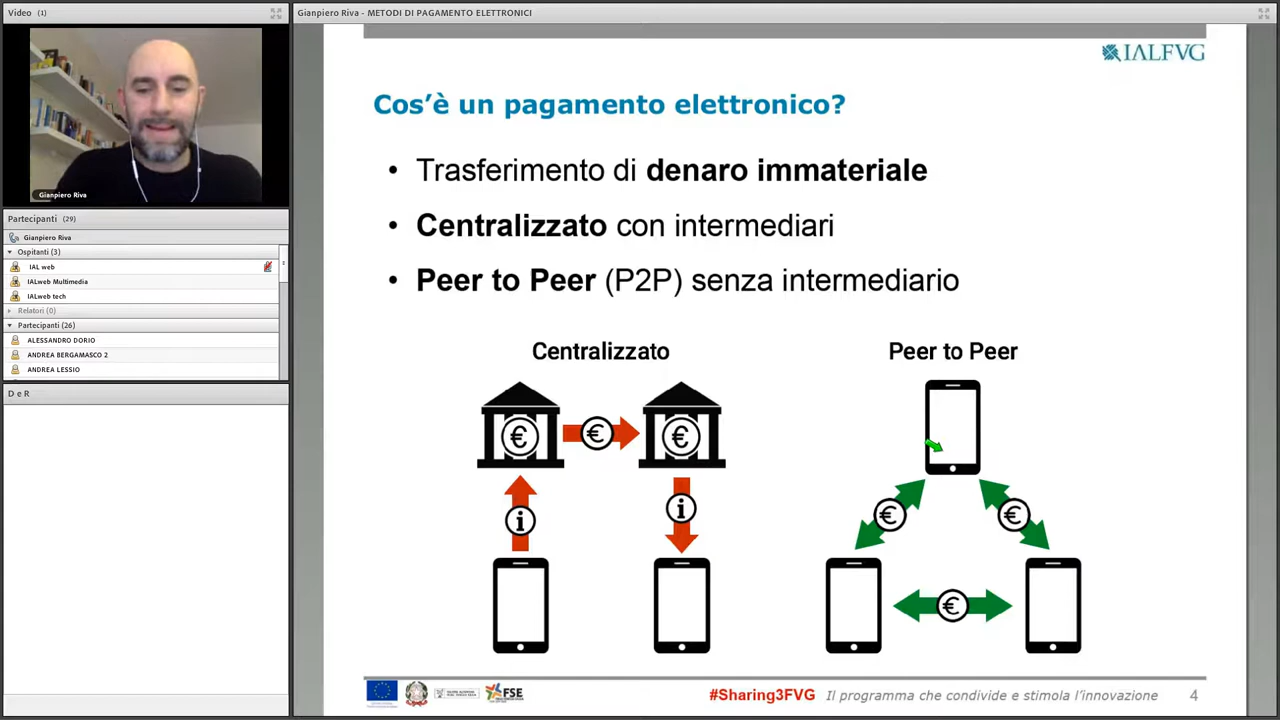 Video (1)
Gianpiero Riva - METODI DI PAGAMENTO ELETTRONICI
Gianpiero Riva
Partecipanti (29)
Gianpiero Riva
Ospitanti (3)
IAL web
IALweb Multimedia
IALweb tech
Relatori (0)
Partecipanti (26)
ALESSANDRO DORIO
ANDREA BERGAMASCO 2
ANDREA LESSIO
D e R
IALFVG
Cos'è un pagamento elettronico?
• Trasferimento di denaro immateriale
• Centralizzato con intermediari
• Peer to Peer (P2P) senza intermediario
Centralizzato
Peer to Peer
€ € €
i i
€ €
€
FSE
#Sharing3FVG Il programma che condivide e stimola l'innovazione 4